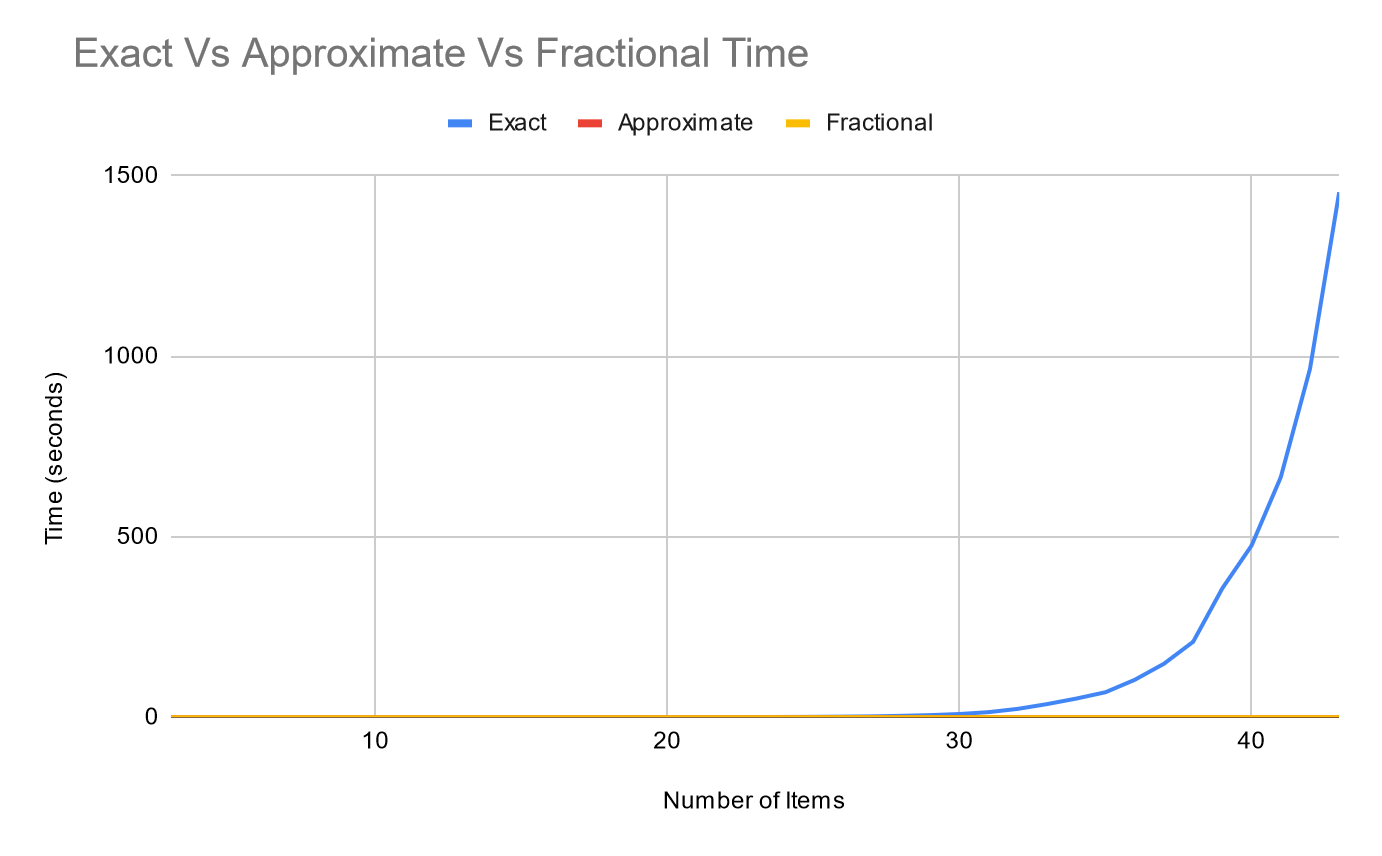 Exact Vs Approximate Vs Fractional Time
Exact Approximate Fractional
1500
1000
500
0
Time (seconds)
10 20 30 40
Number of Items